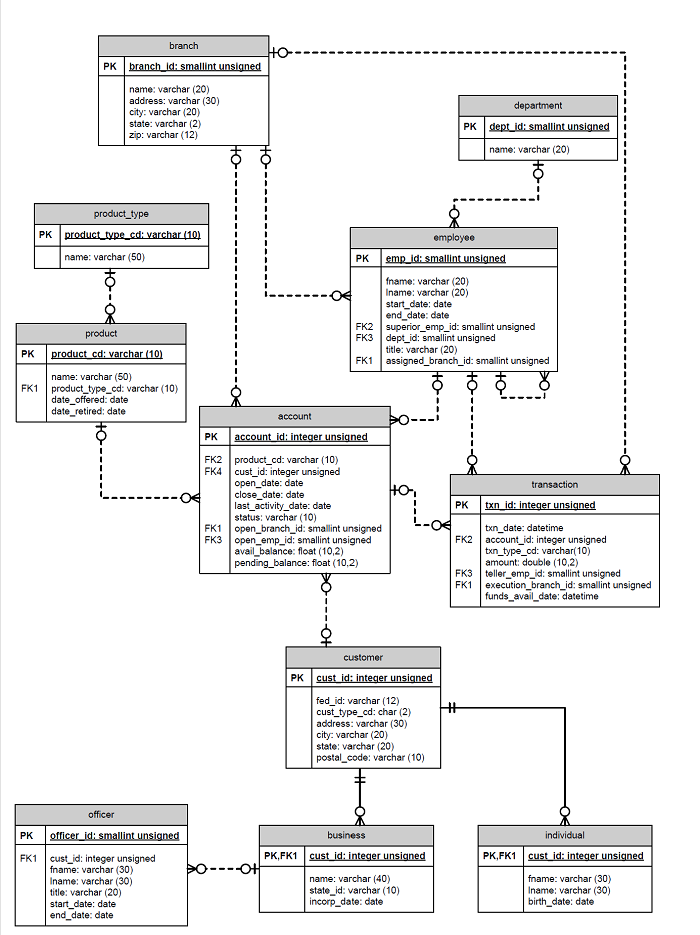 branch
PK branch_id: smallint unsigned
name: varchar (20)
address: varchar (30)
city: varchar (20)
state: varchar (2)
zip: varchar (12)
department
PK dept_id: smallint unsigned
name: varchar (20)
product_type
PK product_type_cd: varchar (10)
name: varchar (50)
employee
PK emp_id: smallint unsigned
fname: varchar (20)
lname: varchar (20)
start_date: date
end_date: date
FK2 superior_emp_id: smallint unsigned
FK3 dept_id: smallint unsigned
title: varchar (20)
FK1 assigned_branch_id: smallint unsigned
product
PK product_cd: varchar (10)
name: varchar (50)
FK1 product_type_cd: varchar (10)
date_offered: date
date_retired: date
account
PK account_id: integer unsigned
FK2 product_cd: varchar (10)
FK4 cust_id: integer unsigned
open_date: date
close_date: date
last_activity_date: date
status: varchar (10)
FK1 open_branch_id: smallint unsigned
FK3 open_emp_id: smallint unsigned
avail_balance: float (10,2)
pending_balance: float (10,2)
transaction
PK txn_id: integer unsigned
txn_date: datetime
FK2 account_id: integer unsigned
txn_type_cd: varchar(10)
amount: double (10,2)
FK3 teller_emp_id: smallint unsigned
FK1 execution_branch_id: smallint unsigned
funds_avail_date: datetime
customer
PK cust_id: integer unsigned
fed_id: varchar (12)
cust_type_cd: char (2)
address: varchar (30)
city: varchar (20)
state: varchar (20)
postal_code: varchar (10)
officer
PK officer_id: smallint unsigned
FK1 cust_id: integer unsigned
fname: varchar (30)
lname: varchar (30)
title: varchar (20)
start_date: date
end_date: date
business
PK,FK1 cust_id: integer unsigned
name: varchar (40)
state_id: varchar (10)
incorp_date: date
individual
PK,FK1 cust_id: integer unsigned
fname: varchar (30)
lname: varchar (30)
birth_date: date